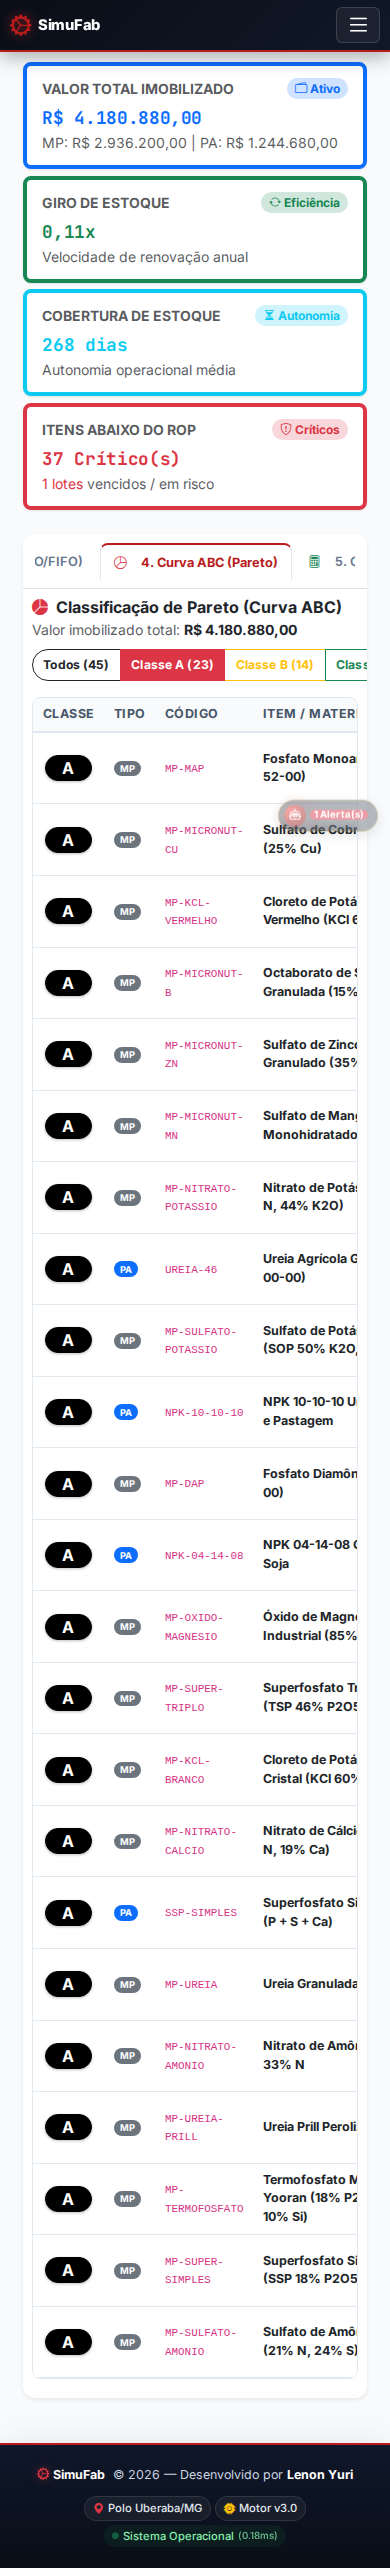 SimuFab
VALOR TOTAL IMOBILIZADO
Ativo
R$ 4.180.880,00
MP: R$ 2.936.200,00 | PA: R$ 1.244.680,00
GIRO DE ESTOQUE
Eficiência
0,11x
Velocidade de renovação anual
COBERTURA DE ESTOQUE
Autonomia
268 dias
Autonomia operacional média
ITENS ABAIXO DO ROP
Críticos
37 Crítico(s)
1 lotes vencidos / em risco
O/FIFO)
4. Curva ABC (Pareto)
5.
Classificação de Pareto (Curva ABC)
Valor imobilizado total: R$ 4.180.880,00
Todos (45)
Classe A (23)
Classe B (14)
Clas
CLASSE TIPO CÓDIGO ITEM / MATER
A MP MP-MAP Fosfato Monoa
52-00)
1 Alerta(s)
A MP MP-MICRONUT- Sulfato de Cobr
CU (25% Cu)
A MP MP-KCL- Cloreto de Potá
VERMELHO Vermelho (KCl 6
A MP MP-MICRONUT- Octaborato de S
B Granulada (15%
A MP MP-MICRONUT- Sulfato de Zinco
ZN Granulado (35%
A MP MP-MICRONUT- Sulfato de Mang
MN Monohidratado
A MP MP-NITRATO- Nitrato de Potás
POTASSIO N, 44% K2O)
A PA UREIA-46 Ureia Agrícola G
00-00)
A MP MP-SULFATO- Sulfato de Potá
POTASSIO (SOP 50% K2O,
A PA NPK-10-10-10 NPK 10-10-10 U
e Pastagem
A MP MP-DAP Fosfato Diamôn
00)
A PA NPK-04-14-08 NPK 04-14-08 
Soja
A MP MP-OXIDO- Óxido de Magne
MAGNESIO Industrial (85%
A MP MP-SUPER- Superfosfato Tr
TRIPLO (TSP 46% P2O5
A MP MP-KCL- Cloreto de Potá
BRANCO Cristal (KCl 60%
A MP MP-NITRATO- Nitrato de Cálci
CALCIO N, 19% Ca)
A PA SSP-SIMPLES Superfosfato Si
(P + S + Ca)
A MP MP-UREIA Ureia Granulada
A MP MP-NITRATO- Nitrato de Amôn
AMONIO 33% N
A MP MP-UREIA- Ureia Prill Peroli
PRILL
A MP MP- Termofosfato M
TERMOFOSFATO Yooran (18% P2
10% Si)
A MP MP-SUPER- Superfosfato Si
SIMPLES (SSP 18% P2O5
A MP MP-SULFATO- Sulfato de Amôn
AMONIO (21% N, 24% S)
SimuFab © 2026 — Desenvolvido por Lenon Yuri
Polo Uberaba/MG
Motor v3.0
Sistema Operacional (0.18ms)